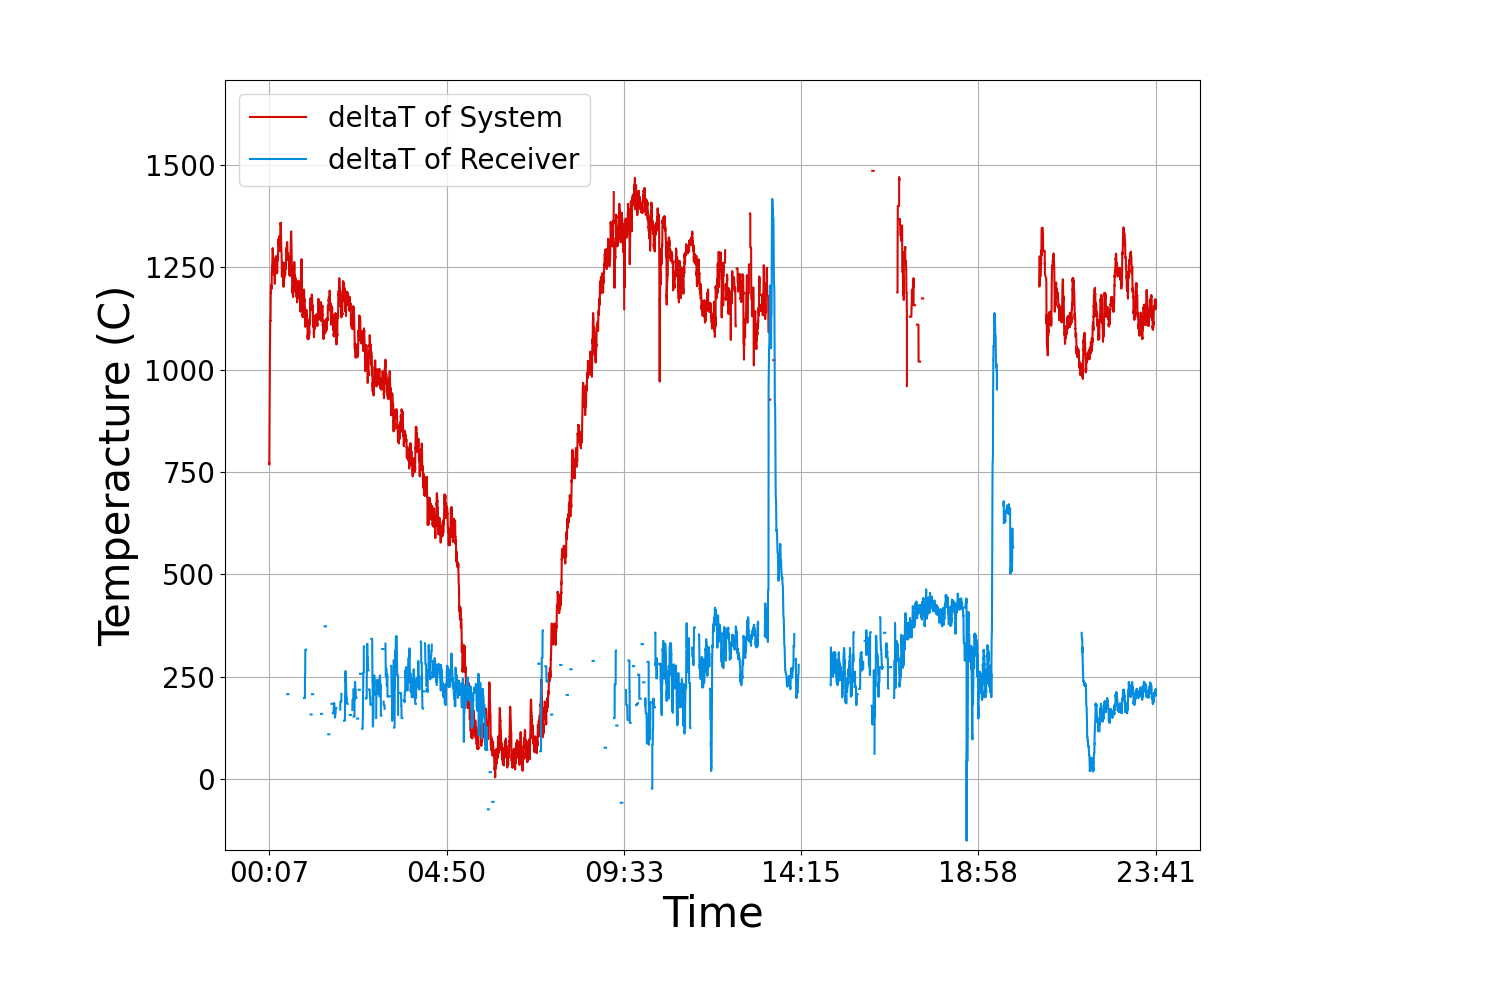 deltaT of System
deltaT of Receiver
1500
1250
1000
750
500
250
0
Temperacture (C)
00:07 04:50 09:33 14:15 18:58 23:41
Time